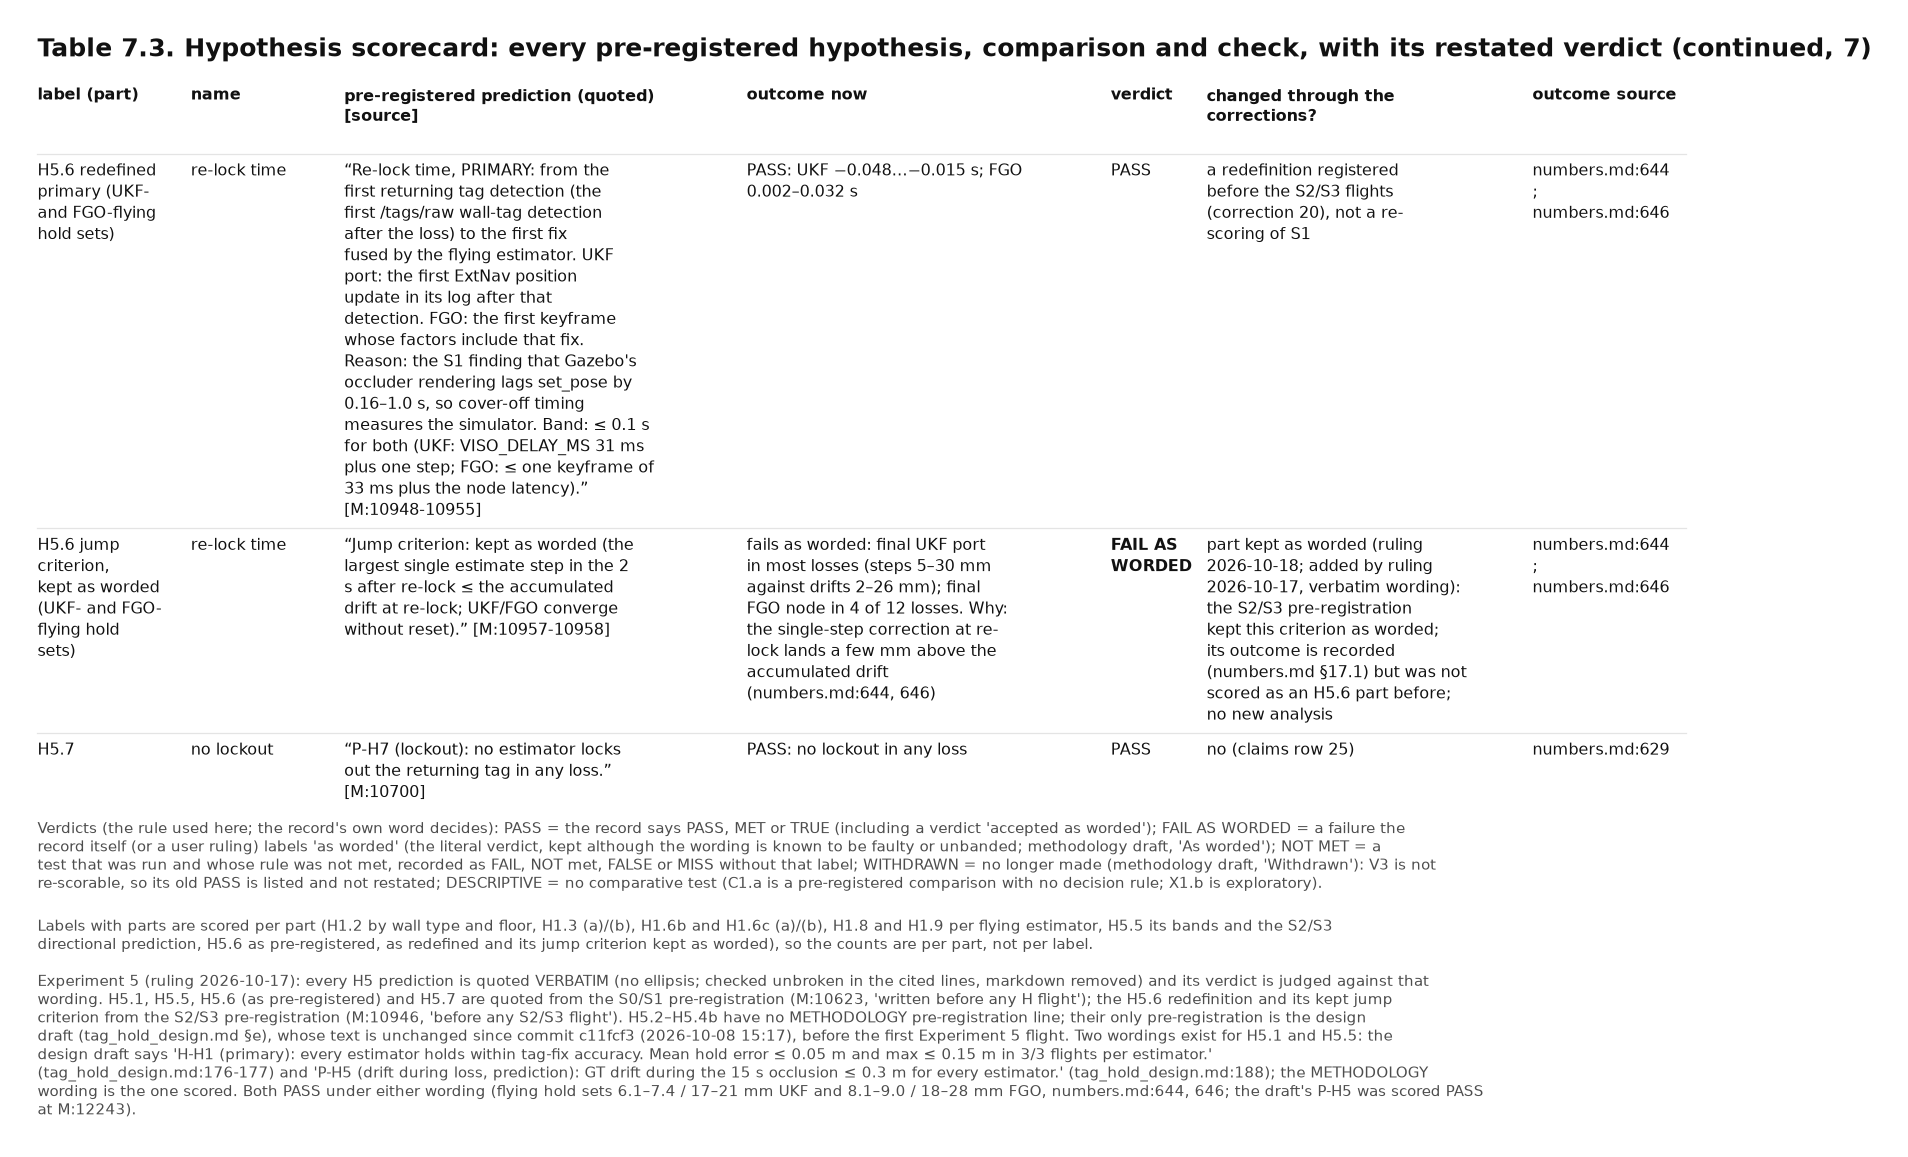 Table 7.3. Hypothesis scorecard: every pre-registered hypothesis, comparison and check, with its restated verdict (continued, 7)
label (part)
name
pre-registered prediction (quoted)
[source]
outcome now
verdict
changed through the
corrections?
outcome source
H5.6 redefined
primary (UKF-
and FGO-flying
hold sets)
re-lock time
“Re-lock time, PRIMARY: from the
first returning tag detection (the
first /tags/raw wall-tag detection
after the loss) to the first fix
fused by the flying estimator. UKF
port: the first ExtNav position
update in its log after that
detection. FGO: the first keyframe
whose factors include that fix.
Reason: the S1 finding that Gazebo's
occluder rendering lags set_pose by
0.16–1.0 s, so cover-off timing
measures the simulator. Band: ≤ 0.1 s
for both (UKF: VISO_DELAY_MS 31 ms
plus one step; FGO: ≤ one keyframe of
33 ms plus the node latency).”
[M:10948-10955]
PASS: UKF −0.048…−0.015 s; FGO
0.002–0.032 s
PASS
a redefinition registered
before the S2/S3 flights
(correction 20), not a re-
scoring of S1
numbers.md:644
;
numbers.md:646
H5.6 jump
criterion,
kept as worded
(UKF- and FGO-
flying hold
sets)
re-lock time
“Jump criterion: kept as worded (the
largest single estimate step in the 2
s after re-lock ≤ the accumulated
drift at re-lock; UKF/FGO converge
without reset).” [M:10957-10958]
fails as worded: final UKF port
in most losses (steps 5–30 mm
against drifts 2–26 mm); final
FGO node in 4 of 12 losses. Why:
the single-step correction at re-
lock lands a few mm above the
accumulated drift
(numbers.md:644, 646)
FAIL AS
WORDED
part kept as worded (ruling
2026-10-18; added by ruling
2026-10-17, verbatim wording):
the S2/S3 pre-registration
kept this criterion as worded;
its outcome is recorded
(numbers.md §17.1) but was not
scored as an H5.6 part before;
no new analysis
numbers.md:644
;
numbers.md:646
H5.7
no lockout
“P-H7 (lockout): no estimator locks
out the returning tag in any loss.”
[M:10700]
PASS: no lockout in any loss
PASS
no (claims row 25)
numbers.md:629
Verdicts (the rule used here; the record's own word decides): PASS = the record says PASS, MET or TRUE (including a verdict 'accepted as worded'); FAIL AS WORDED = a failure the
record itself (or a user ruling) labels 'as worded' (the literal verdict, kept although the wording is known to be faulty or unbanded; methodology draft, 'As worded'); NOT MET = a
test that was run and whose rule was not met, recorded as FAIL, NOT met, FALSE or MISS without that label; WITHDRAWN = no longer made (methodology draft, 'Withdrawn'): V3 is not
re-scorable, so its old PASS is listed and not restated; DESCRIPTIVE = no comparative test (C1.a is a pre-registered comparison with no decision rule; X1.b is exploratory).
Labels with parts are scored per part (H1.2 by wall type and floor, H1.3 (a)/(b), H1.6b and H1.6c (a)/(b), H1.8 and H1.9 per flying estimator, H5.5 its bands and the S2/S3
directional prediction, H5.6 as pre-registered, as redefined and its jump criterion kept as worded), so the counts are per part, not per label.
Experiment 5 (ruling 2026-10-17): every H5 prediction is quoted VERBATIM (no ellipsis; checked unbroken in the cited lines, markdown removed) and its verdict is judged against that
wording. H5.1, H5.5, H5.6 (as pre-registered) and H5.7 are quoted from the S0/S1 pre-registration (M:10623, 'written before any H flight'); the H5.6 redefinition and its kept jump
criterion from the S2/S3 pre-registration (M:10946, 'before any S2/S3 flight'). H5.2–H5.4b have no METHODOLOGY pre-registration line; their only pre-registration is the design
draft (tag_hold_design.md §e), whose text is unchanged since commit c11fcf3 (2026-10-08 15:17), before the first Experiment 5 flight. Two wordings exist for H5.1 and H5.5: the
design draft says 'H-H1 (primary): every estimator holds within tag-fix accuracy. Mean hold error ≤ 0.05 m and max ≤ 0.15 m in 3/3 flights per estimator.'
(tag_hold_design.md:176-177) and 'P-H5 (drift during loss, prediction): GT drift during the 15 s occlusion ≤ 0.3 m for every estimator.' (tag_hold_design.md:188); the METHODOLOGY
wording is the one scored. Both PASS under either wording (flying hold sets 6.1–7.4 / 17–21 mm UKF and 8.1–9.0 / 18–28 mm FGO, numbers.md:644, 646; the draft's P-H5 was scored PASS
at M:12243).